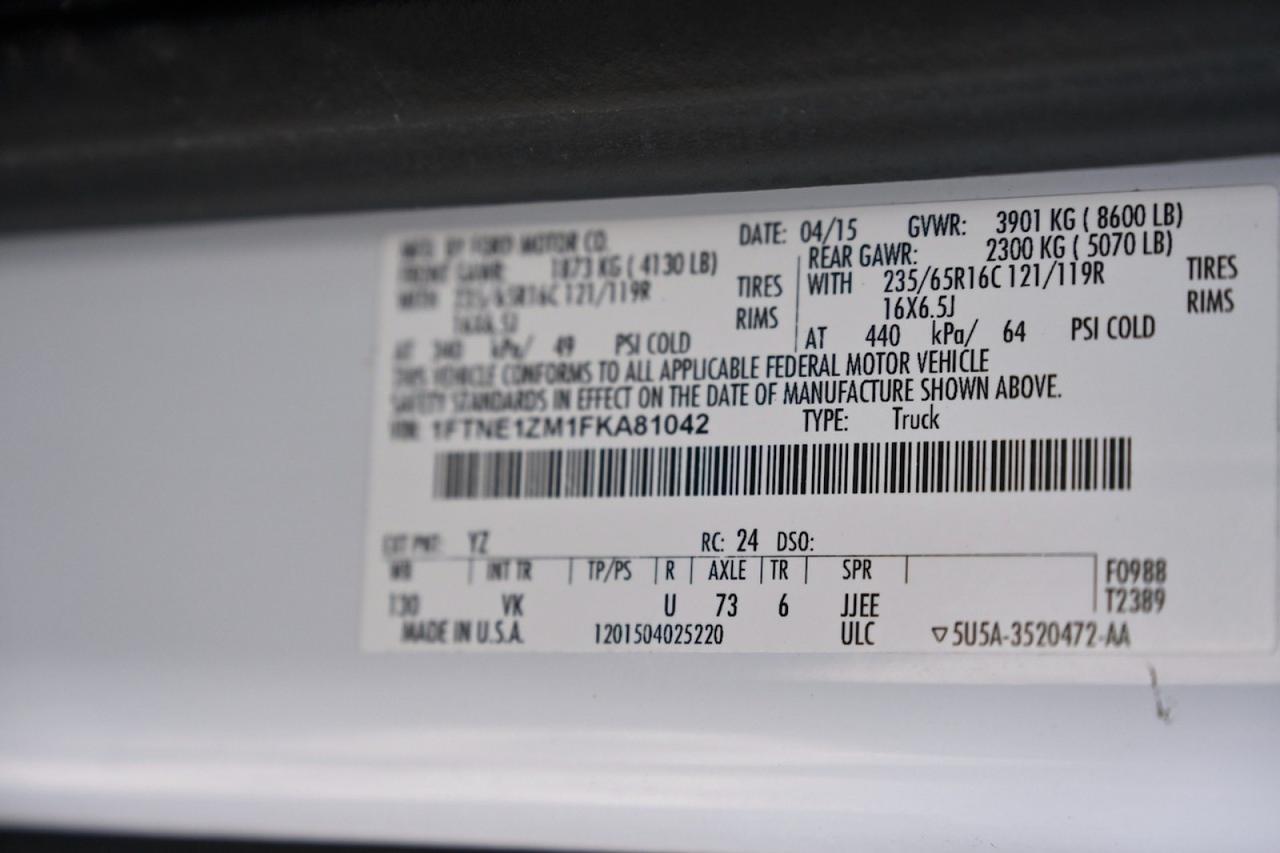 MFD. BY FORD MOTOR CO. DATE: 04/15 GVWR: 3901 KG ( 8600 LB)
FRONT GAWR: 1873 KG ( 4130 LB) REAR GAWR: 2300 KG ( 5070 LB)
WITH 235/65R16C 121/119R TIRES WITH 235/65R16C 121/119R TIRES
16X6.5J RIMS 16X6.5J RIMS
AT 340 kPa/ 49 PSI COLD AT 440 kPa/ 64 PSI COLD
THIS VEHICLE CONFORMS TO ALL APPLICABLE FEDERAL MOTOR VEHICLE
SAFETY STANDARDS IN EFFECT ON THE DATE OF MANUFACTURE SHOWN ABOVE.
VIN: 1FTNE1ZM1FKA81042 TYPE: Truck
EXT PNT: YZ RC: 24 DSO:
WB INT TR TP/PS R AXLE TR SPR F0988
130 VK U 73 6 JJEE T2389
MADE IN U.S.A. 1201504025220 ULC ▽5U5A-3520472-AA